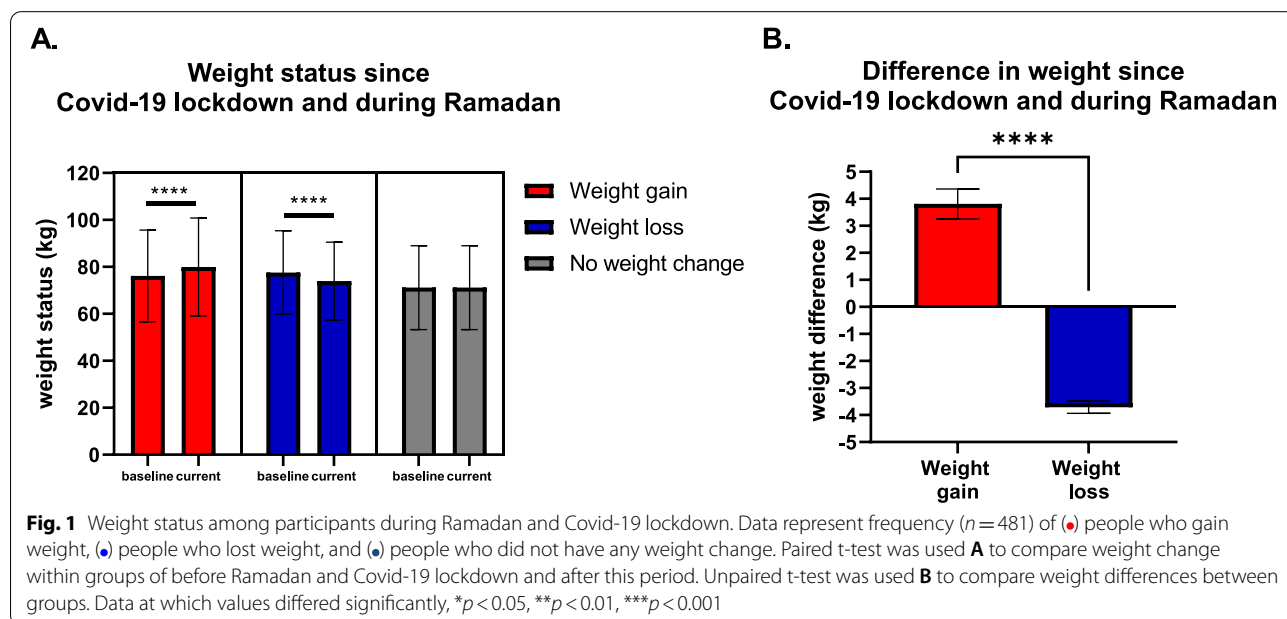 A.
Weight status since
Covid-19 lockdown and during Ramadan
120
100
80
60
40
20
0
weight status (kg)
****
****
baseline current
baseline current
baseline current
Weight gain
Weight loss
No weight change
B.
Difference in weight since
Covid-19 lockdown and during Ramadan
****
5
4
3
2
1
0
-1
-2
-3
-4
-5
weight difference (kg)
Weight
gain
Weight
loss
Fig. 1 Weight status among participants during Ramadan and Covid-19 lockdown. Data represent frequency (n = 481) of (•) people who gain
weight, (•) people who lost weight, and (•) people who did not have any weight change. Paired t-test was used A to compare weight change
within groups of before Ramadan and Covid-19 lockdown and after this period. Unpaired t-test was used B to compare weight differences between
groups. Data at which values differed significantly, *p < 0.05, **p < 0.01, ***p < 0.001